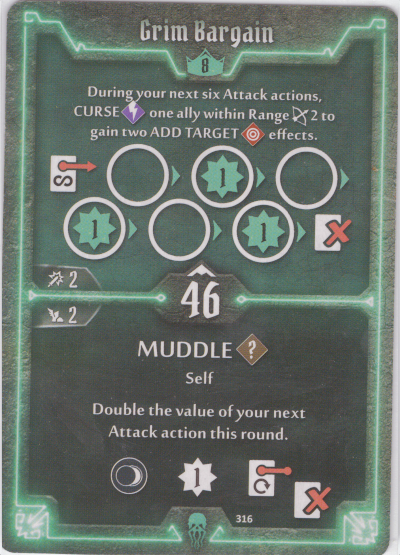 Grim Bargain
8
During your next six Attack actions,
CURSE one ally within Range 2 to
gain two ADD TARGET effects.
1
1 1
2
46
2
MUDDLE ?
Self
Double the value of your next
Attack action this round.
1
316